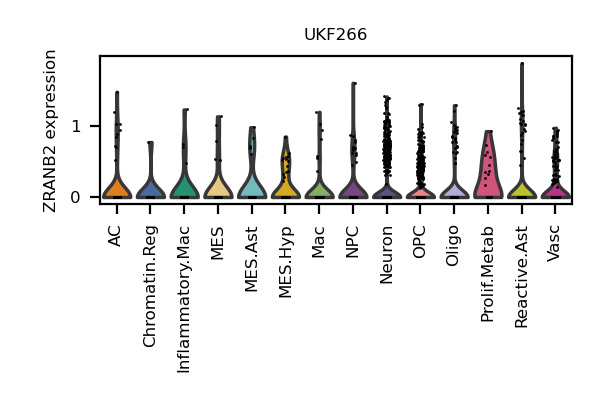 UKF266
ZRANB2 expression
1
0
AC
Chromatin.Reg
Inflammatory.Mac
MES
MES.Ast
MES.Hyp
Mac
NPC
Neuron
OPC
Oligo
Prolif.Metab
Reactive.Ast
Vasc